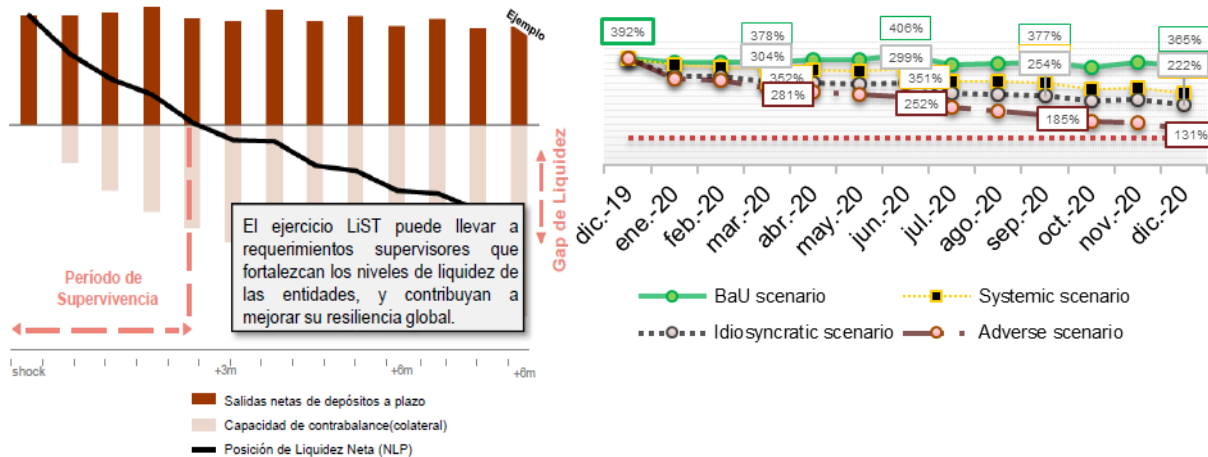 Ejemplo
El ejercicio LiST puede llevar a
requerimientos supervisores que
fortalezcan los niveles de liquidez de
las entidades, y contribuyan a
mejorar su resiliencia global.
Período de
Supervivencia
Gap de Liquidez
shock
+3m
+6m
+6m
Salidas netas de depósitos a plazo
Capacidad de contrabalance(colateral)
Posición de Liquidez Neta (NLP)
392%
378%
406%
377%
365%
304%
299%
254%
222%
352%
351%
281%
252%
185%
131%
dic.-19
ene.-20
feb.-20
mar.-20
abr.-20
may.-20
jun.-20
jul.-20
ago.-20
sep.-20
oct.-20
nov.-20
dic.-20
BaU scenario
Systemic scenario
Idiosyncratic scenario
Adverse scenario